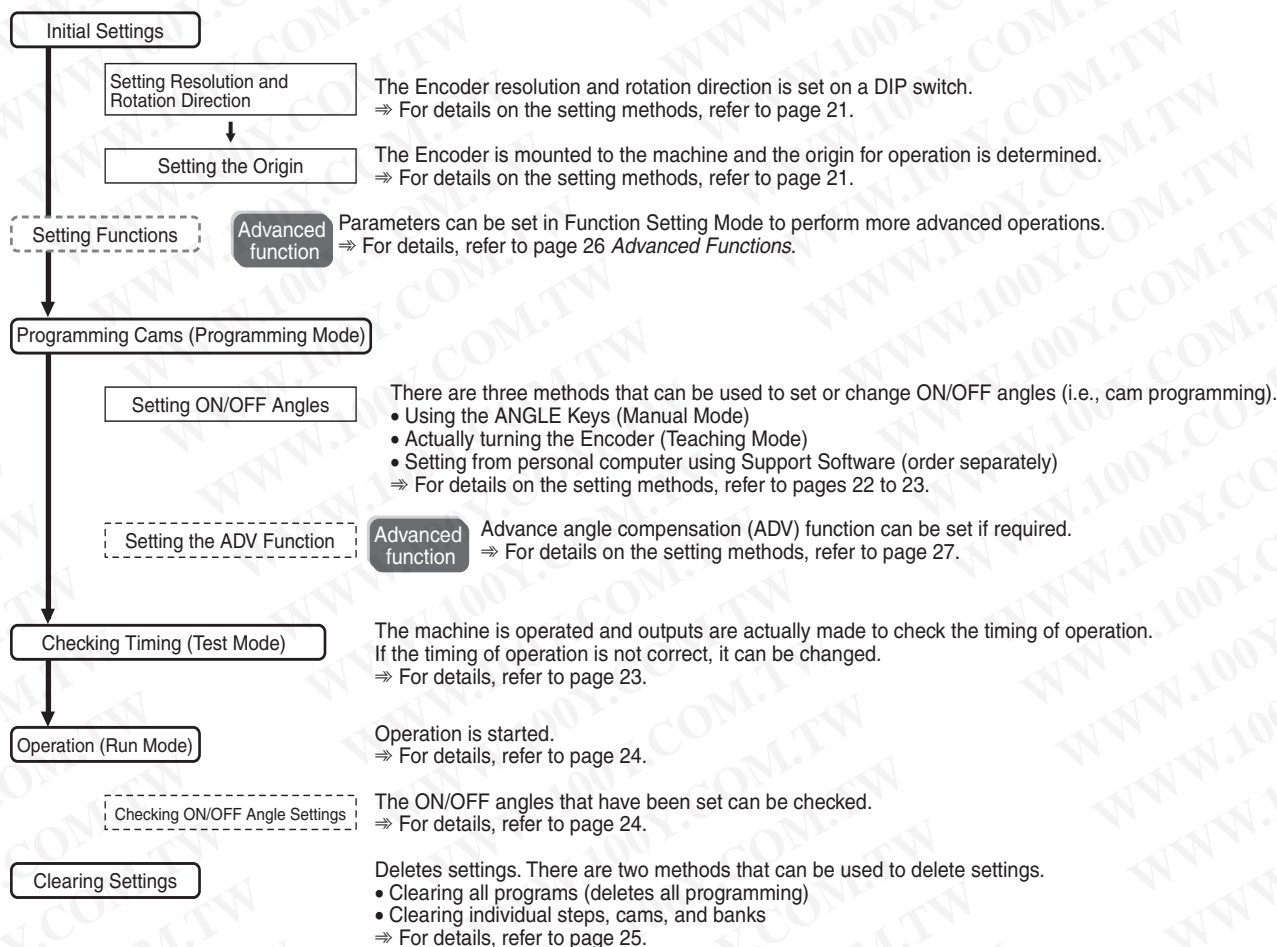 Initial Settings
Setting Resolution and
Rotation Direction
The Encoder resolution and rotation direction is set on a DIP switch.
⇒ For details on the setting methods, refer to page 21.
Setting the Origin
The Encoder is mounted to the machine and the origin for operation is determined.
⇒ For details on the setting methods, refer to page 21.
Setting Functions
Advanced
function
Parameters can be set in Function Setting Mode to perform more advanced operations.
⇒ For details, refer to page 26 Advanced Functions.
Programming Cams (Programming Mode)
Setting ON/OFF Angles
There are three methods that can be used to set or change ON/OFF angles (i.e., cam programming).
• Using the ANGLE Keys (Manual Mode)
• Actually turning the Encoder (Teaching Mode)
• Setting from personal computer using Support Software (order separately)
⇒ For details on the setting methods, refer to pages 22 to 23.
Setting the ADV Function
Advanced
function
Advance angle compensation (ADV) function can be set if required.
⇒ For details on the setting methods, refer to page 27.
Checking Timing (Test Mode)
The machine is operated and outputs are actually made to check the timing of operation.
If the timing of operation is not correct, it can be changed.
⇒ For details, refer to page 23.
Operation (Run Mode)
Operation is started.
⇒ For details, refer to page 24.
Checking ON/OFF Angle Settings
The ON/OFF angles that have been set can be checked.
⇒ For details, refer to page 24.
Clearing Settings
Deletes settings. There are two methods that can be used to delete settings.
• Clearing all programs (deletes all programming)
• Clearing individual steps, cams, and banks
⇒ For details, refer to page 25.
WWW.100Y.COM.TW